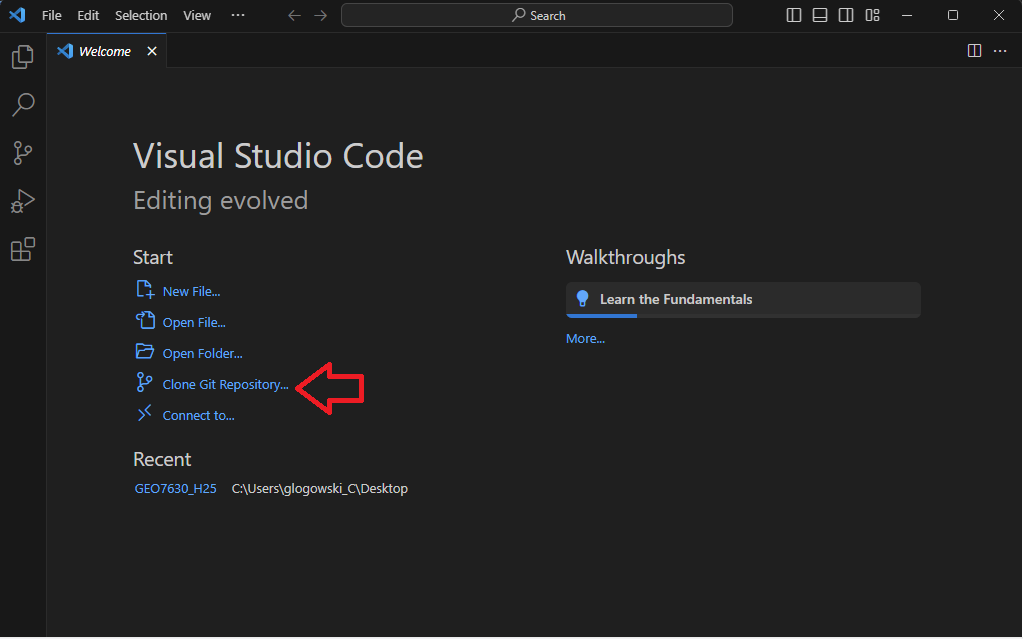 File Edit Selection View ··· Search
Welcome
Visual Studio Code
Editing evolved
Start
New File...
Open File...
Open Folder...
Clone Git Repository...
Connect to...
Recent
GEO7630_H25 C:\Users\glogowski_C\Desktop
Walkthroughs
Learn the Fundamentals
More...